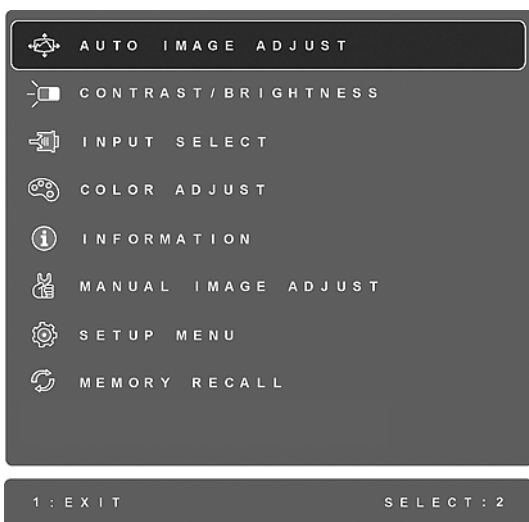 AUTO IMAGE ADJUST
CONTRAST/BRIGHTNESS
INPUT SELECT
COLOR ADJUST
INFORMATION
MANUAL IMAGE ADJUST
SETUP MENU
MEMORY RECALL
1:EXIT SELECT:2